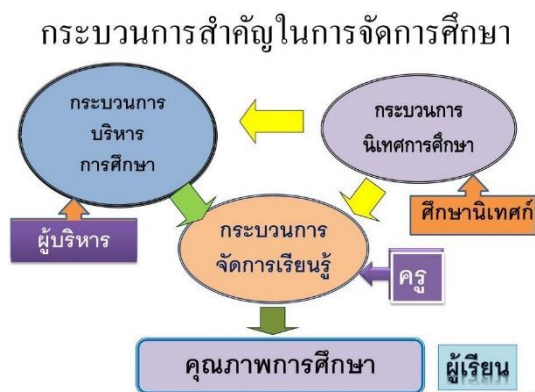 กระบวนการสำคัญในการจัดการศึกษา
กระบวนการ
บริหาร
การศึกษา
กระบวนการ
นิเทศการศึกษา
ผู้บริหาร
ศึกษานิเทศก์
กระบวนการ
จัดการเรียนรู้
ครู
คุณภาพการศึกษา
ผู้เรียน